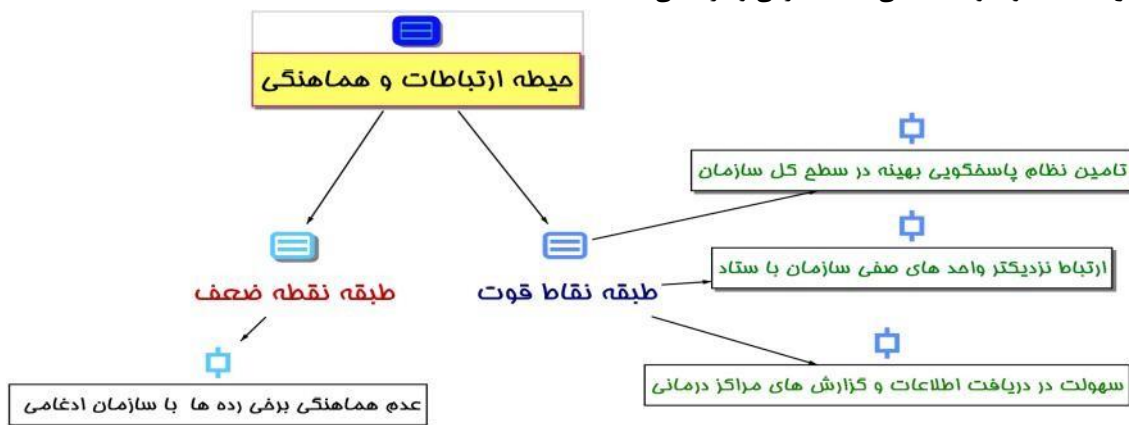 حیطه ارتباطات و هماهنگی
تامین نظام پاسخگویی بهینه در سطح کل سازمان
ارتباط نزدیکتر واحد های صفی سازمان با ستاد
طبقه نقاط قوت
طبقه نقطه ضعف
سهولت در دریافت اطلاعات و گزارش های مراکز درمانی
عدم هماهنگی برخی رده ها با سازمان ادغامی